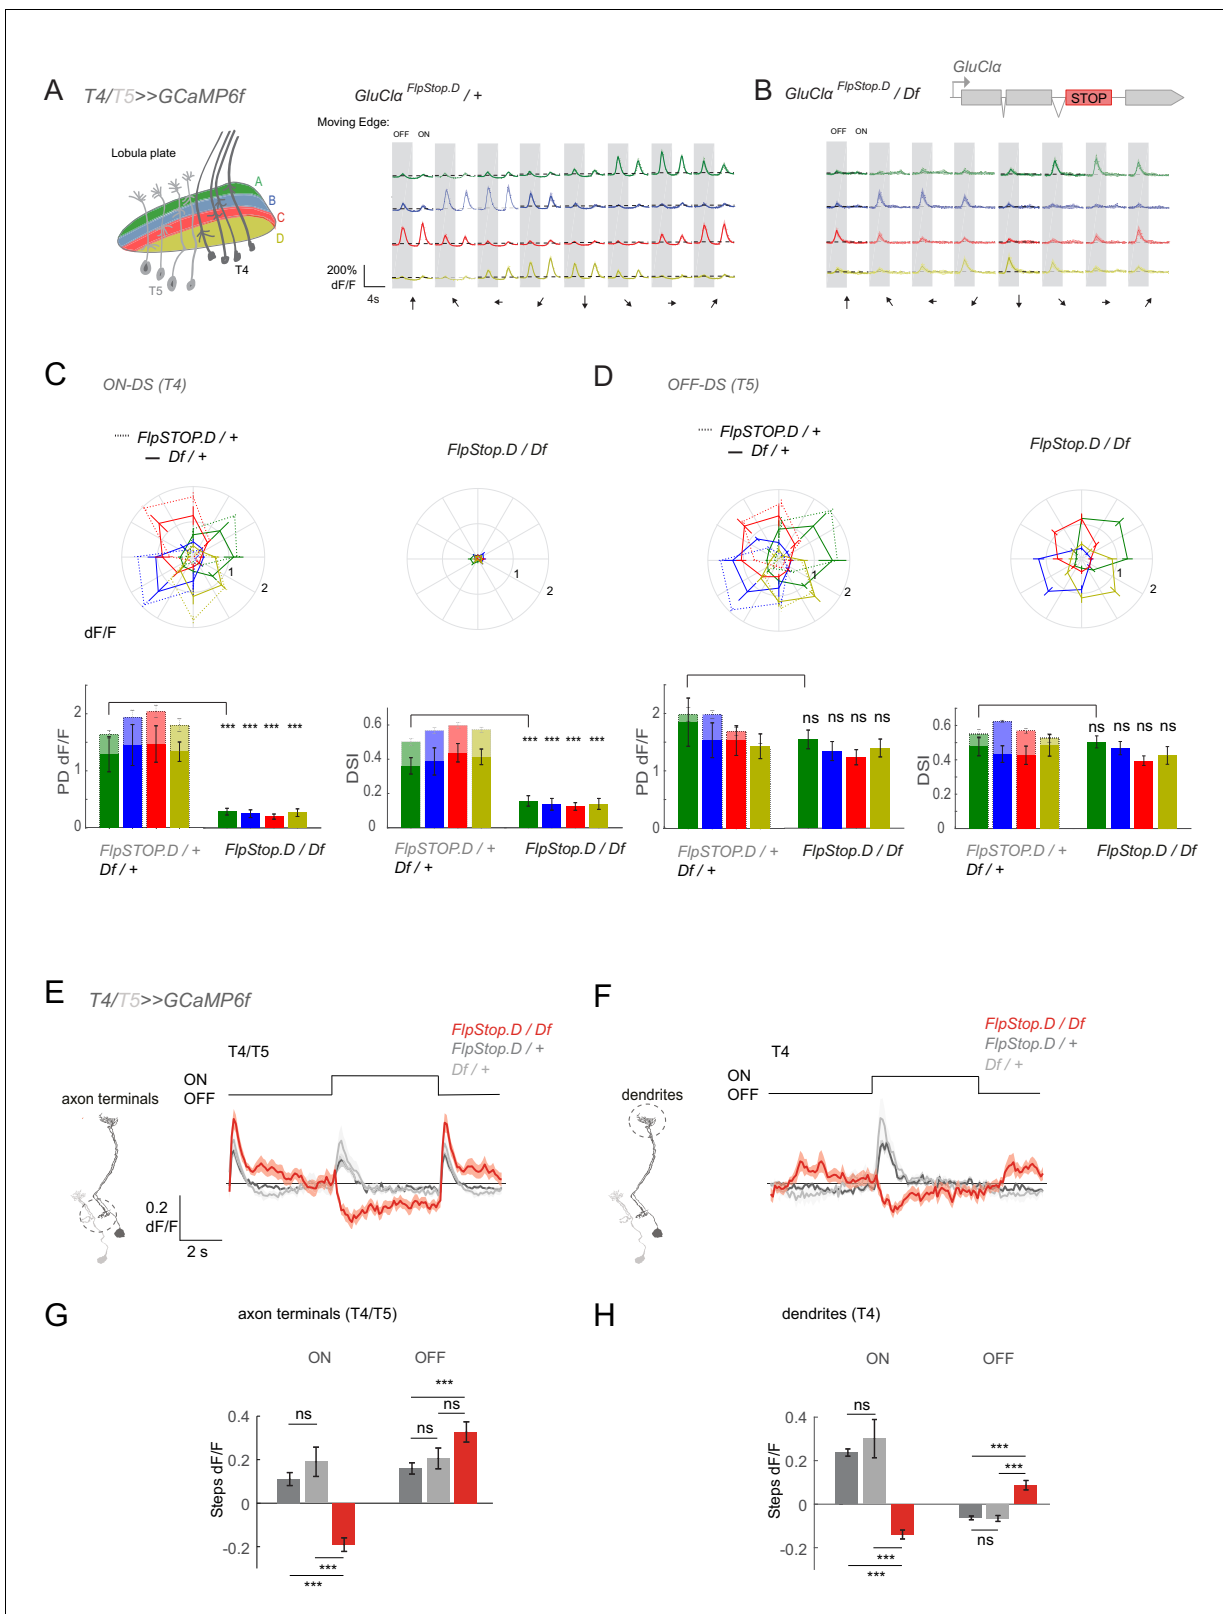 A
T4/T5>>GCaMP6f
GluClα FlpStop.D / +
B
GluClα FlpStop.D / Df
GluClα
STOP
Moving Edge:
OFF ON
OFF ON
Lobula plate
A
B
C
D
T4
T5
200%
dF/F
4s
C
ON-DS (T4)
D
OFF-DS (T5)
FlpSTOP.D / +
Df / +
FlpStop.D / Df
FlpSTOP.D / +
Df / +
FlpStop.D / Df
1
2
1
2
1
2
1
2
dF/F
PD dF/F
2
1
0
*** *** *** ***
FlpSTOP.D / +
Df / +
FlpStop.D / Df
DSI
0.6
0.4
0.2
0
*** *** *** ***
FlpSTOP.D / +
Df / +
FlpStop.D / Df
PD dF/F
2
1
0
ns ns ns ns
FlpSTOP.D / +
Df / +
FlpStop.D / Df
DSI
0.6
0.4
0.2
0
ns ns ns ns
FlpSTOP.D / +
Df / +
FlpStop.D / Df
E
T4/T5>>GCaMP6f
FlpStop.D / Df
FlpStop.D / +
Df / +
T4/T5
ON
OFF
axon terminals
0.2
dF/F
2 s
F
FlpStop.D / Df
FlpStop.D / +
Df / +
T4
ON
OFF
dendrites
G
axon terminals (T4/T5)
ON OFF
Steps dF/F
0.4
0.2
0
-0.2
ns
***
***
***
ns
ns
H
dendrites (T4)
ON OFF
Steps dF/F
0.4
0.2
0
-0.2
ns
***
***
***
***
ns